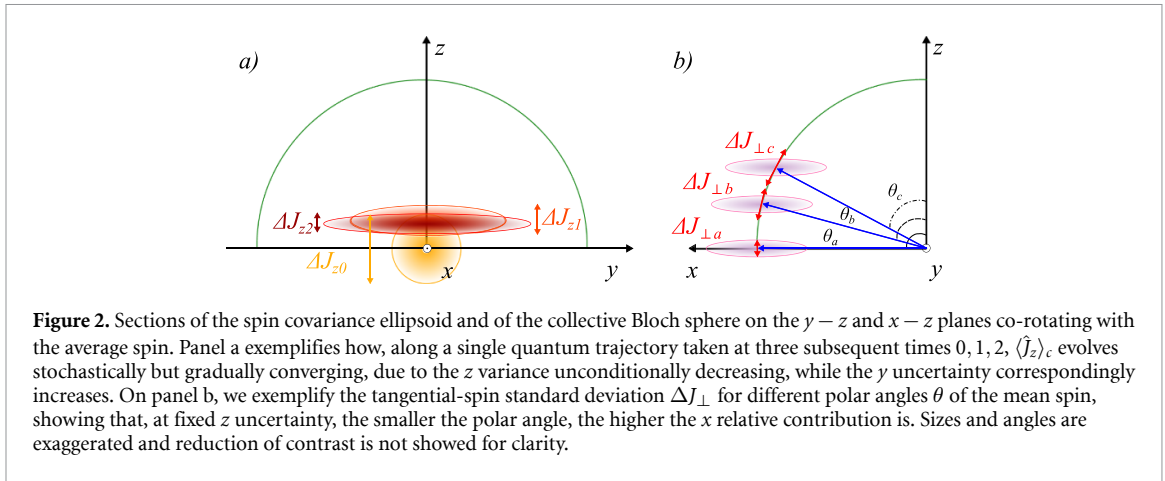 a)
z
ΔJz2
ΔJz1
ΔJz0
x
y
b)
z
ΔJ⊥c
ΔJ⊥b
ΔJ⊥a
θc
θb
θa
x
y
Figure 2. Sections of the spin covariance ellipsoid and of the collective Bloch sphere on the y − z and x − z planes co-rotating with
the average spin. Panel a exemplifies how, along a single quantum trajectory taken at three subsequent times 0, 1, 2, ⟨Ĵz⟩c evolves
stochastically but gradually converging, due to the z variance unconditionally decreasing, while the y uncertainty correspondingly
increases. On panel b, we exemplify the tangential-spin standard deviation ΔJ⊥ for different polar angles θ of the mean spin,
showing that, at fixed z uncertainty, the smaller the polar angle, the higher the x relative contribution is. Sizes and angles are
exaggerated and reduction of contrast is not showed for clarity.